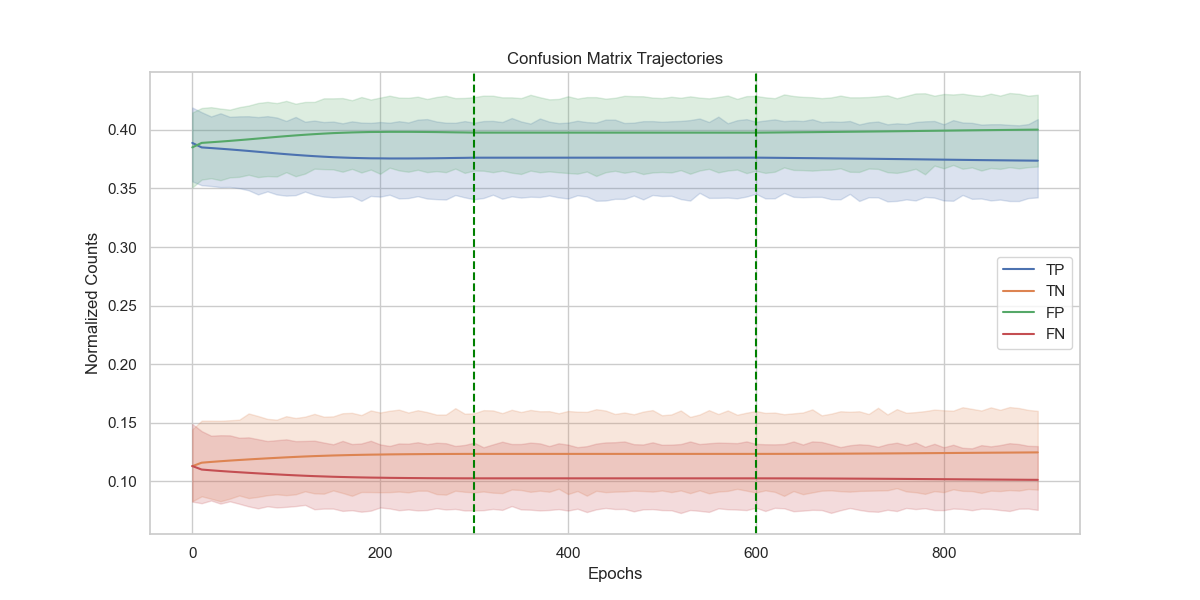 Confusion Matrix Trajectories
Normalized Counts
0.40
0.35
0.30
0.25
0.20
0.15
0.10
TP
TN
FP
FN
0
200
400
600
800
Epochs